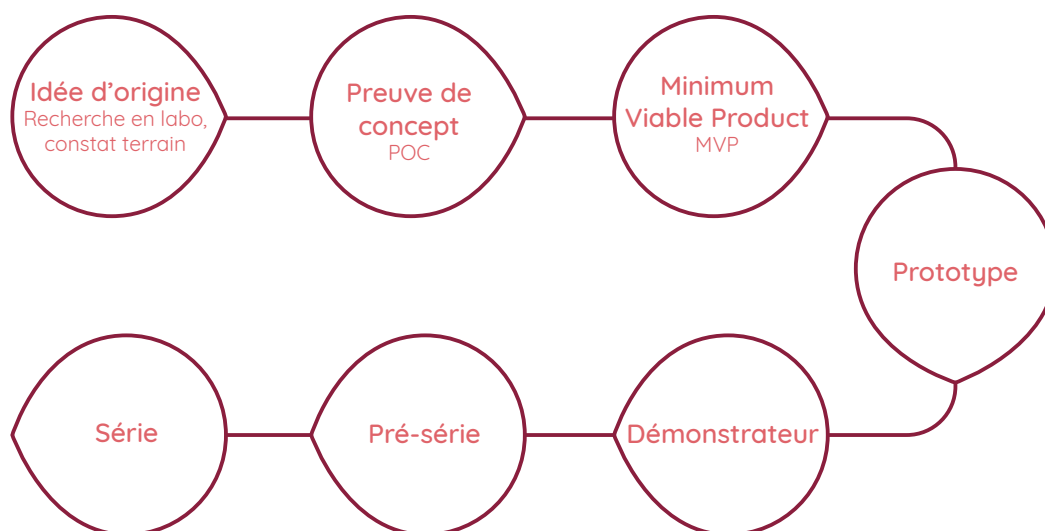 Idée d’origine
Recherche en labo,
constat terrain
Preuve de
concept
POC
Minimum
Viable Product
MVP
Prototype
Démonstrateur
Pré-série
Série